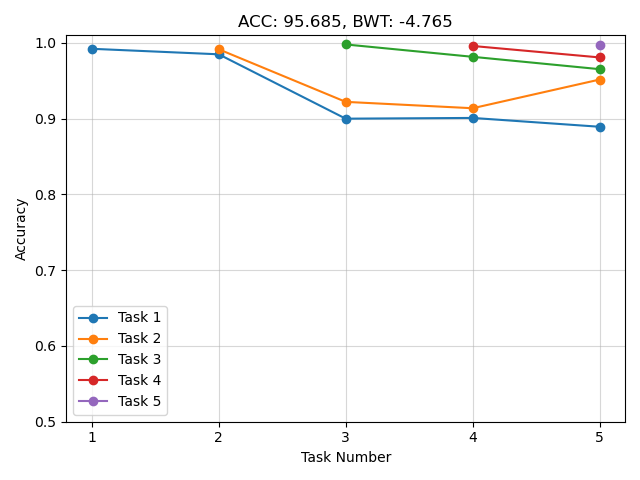 ACC: 95.685, BWT: -4.765
1.0
0.9
0.8
0.7
0.6
0.5
Accuracy
Task 1
Task 2
Task 3
Task 4
Task 5
1 2 3 4 5
Task Number